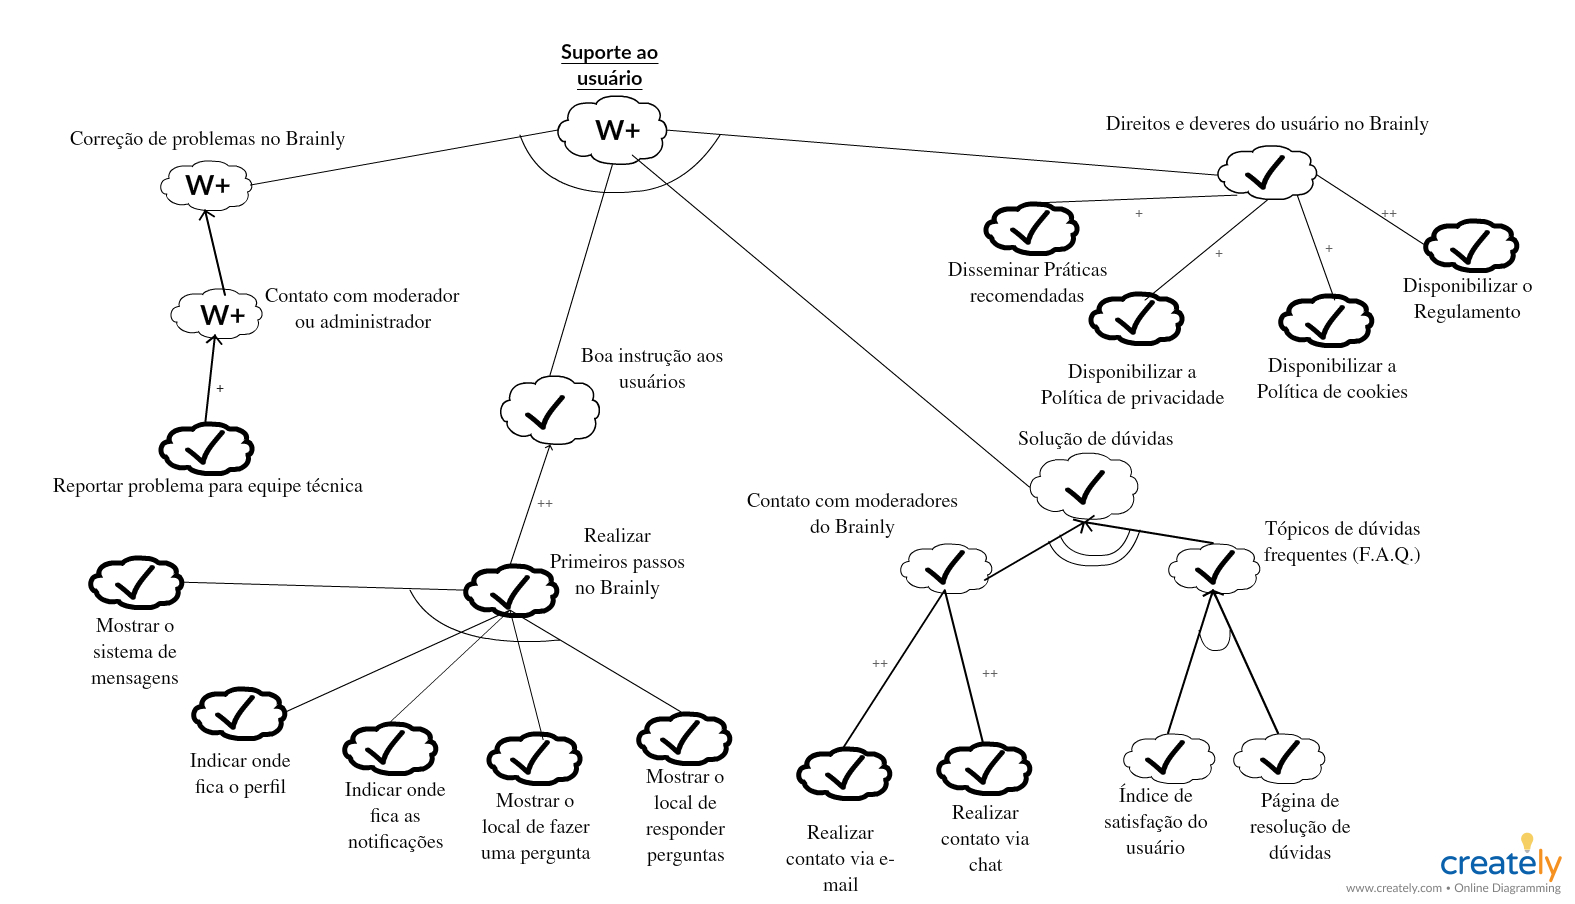 Suporte ao
usuário
W+
Correção de problemas no Brainly
W+
Contato com moderador
ou administrador
W+
+
Reportar problema para equipe técnica
Direitos e deveres do usuário no Brainly
+
+
+
++
Disseminar Práticas
recomendadas
Disponibilizar o
Regulamento
Disponibilizar a
Política de privacidade
Disponibilizar a
Política de cookies
Boa instrução aos
usuários
++
Realizar
Primeiros passos
no Brainly
Mostrar o
sistema de
mensagens
Indicar onde
fica o perfil
Indicar onde
fica as
notificações
Mostrar o
local de fazer
uma pergunta
Mostrar o
local de
responder
perguntas
Solução de dúvidas
Contato com moderadores
do Brainly
Tópicos de dúvidas
frequentes (F.A.Q.)
++
++
Realizar
contato via e-
mail
Realizar
contato via
chat
Índice de
satisfação do
usuário
Página de
resolução de
dúvidas
creately
www.creately.com • Online Diagramming